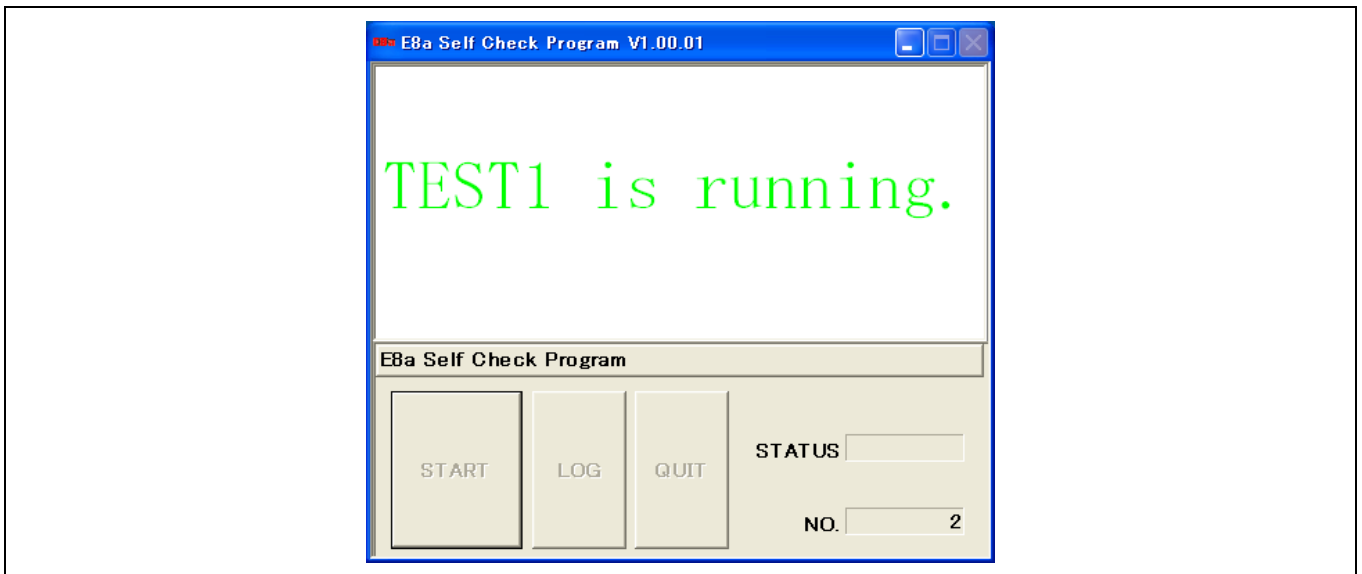 E8a Self Check Program V1.00.01
TEST1 is running.
E8a Self Check Program
START LOG QUIT
STATUS
NO. 2